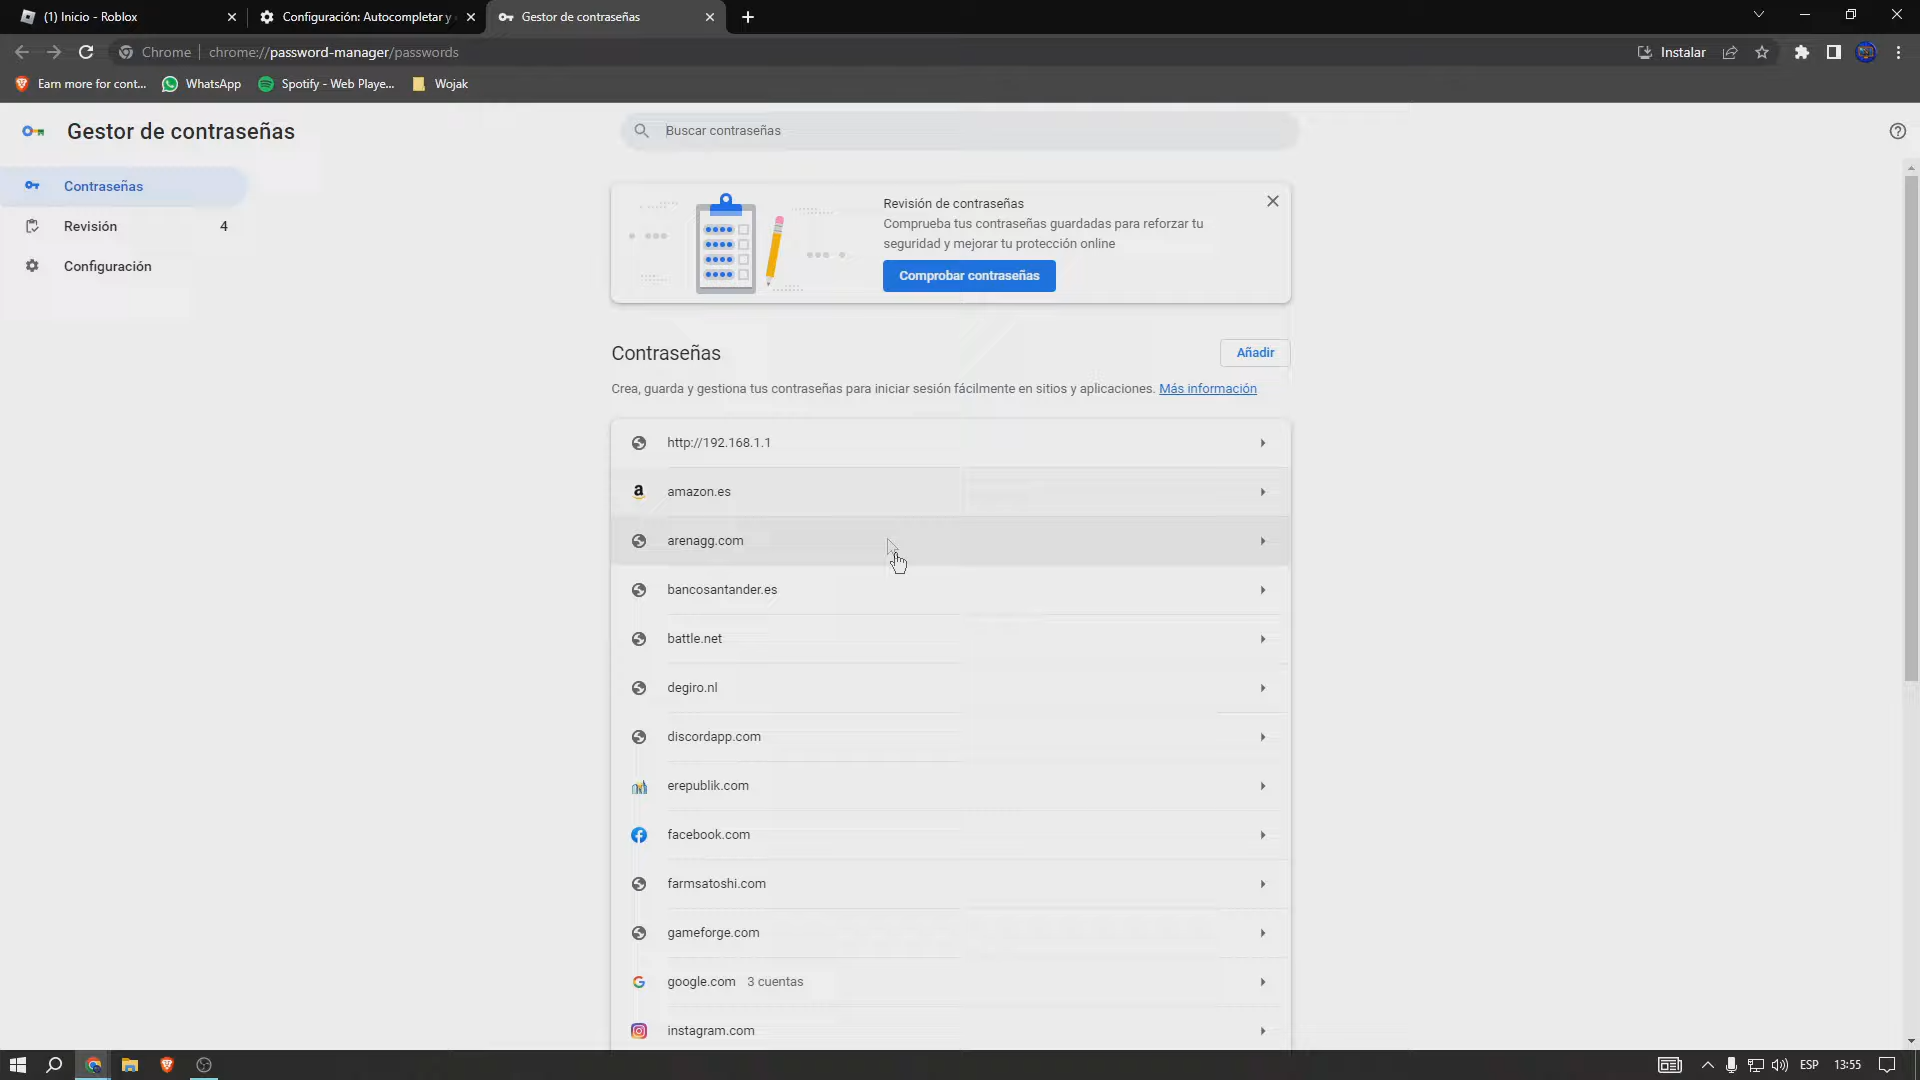 (1) Inicio - Roblox
Configuración: Autocompletar y
Gestor de contraseñas
Chrome
chrome://password-manager/passwords
Instalar
Earn more for cont...
WhatsApp
Spotify - Web Playe...
Wojak
Gestor de contraseñas
Buscar contraseñas
Contraseñas
Revisión 4
Configuración
Revisión de contraseñas
Comprueba tus contraseñas guardadas para reforzar tu
seguridad y mejorar tu protección online
Comprobar contraseñas
Contraseñas
Añadir
Crea, guarda y gestiona tus contraseñas para iniciar sesión fácilmente en sitios y aplicaciones. Más información
http://192.168.1.1
amazon.es
arenagg.com
bancosantander.es
battle.net
degiro.nl
discordapp.com
erepublik.com
facebook.com
farmsatoshi.com
gameforge.com
google.com 3 cuentas
instagram.com
ESP
13:55